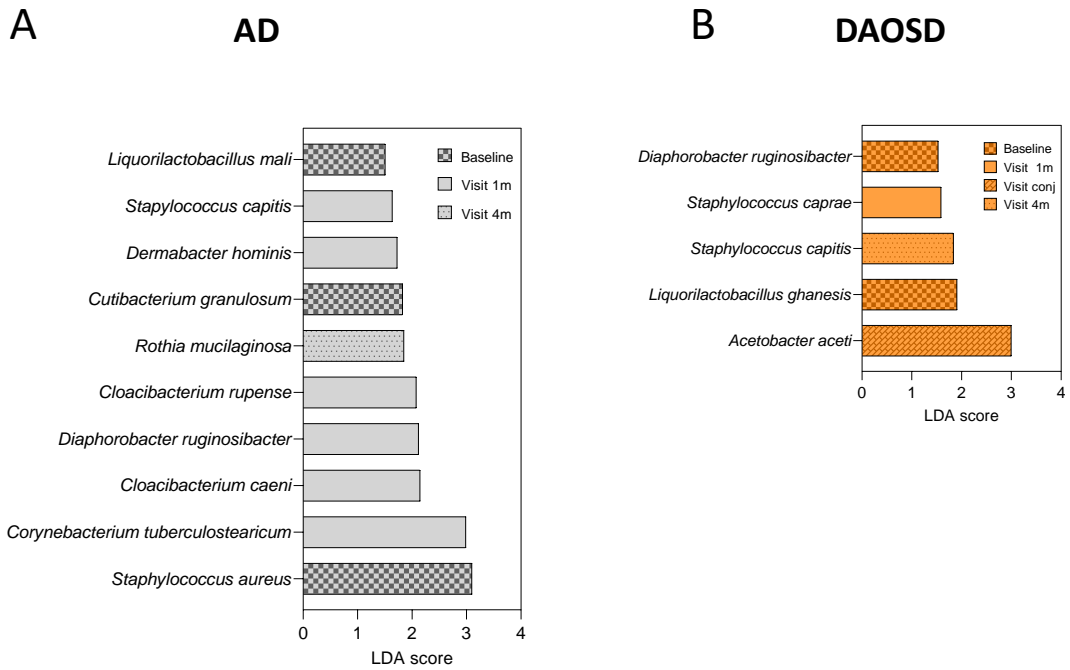 A
AD
Liquorilactobacillus mali
Stapylococcus capitis
Dermabacter hominis
Cutibacterium granulosum
Rothia mucilaginosa
Cloacibacterium rupense
Diaphorobacter ruginosibacter
Cloacibacterium caeni
Corynebacterium tuberculostearicum
Staphylococcus aureus
Baseline
Visit 1m
Visit 4m
0 1 2 3 4
LDA score
B
DAOSD
Diaphorobacter ruginosibacter
Staphylococcus caprae
Staphylococcus capitis
Liquorilactobacillus ghanesis
Acetobacter aceti
Baseline
Visit 1m
Visit conj
Visit 4m
0 1 2 3 4
LDA score